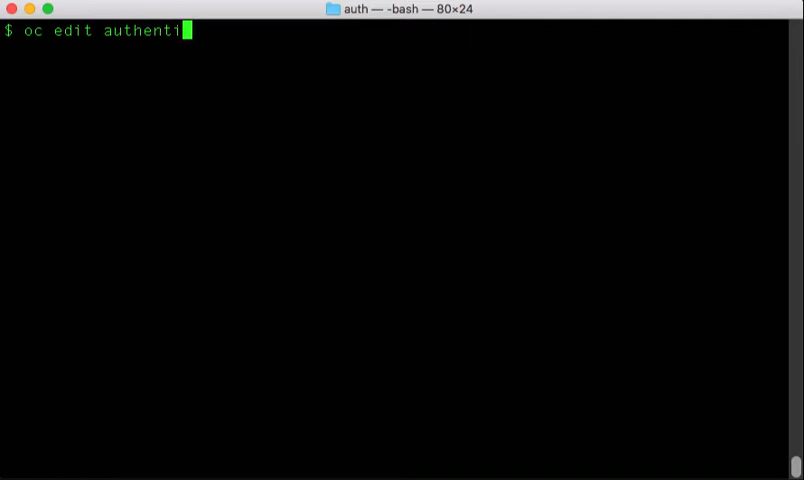 auth — -bash — 80×24
$ oc edit authenti